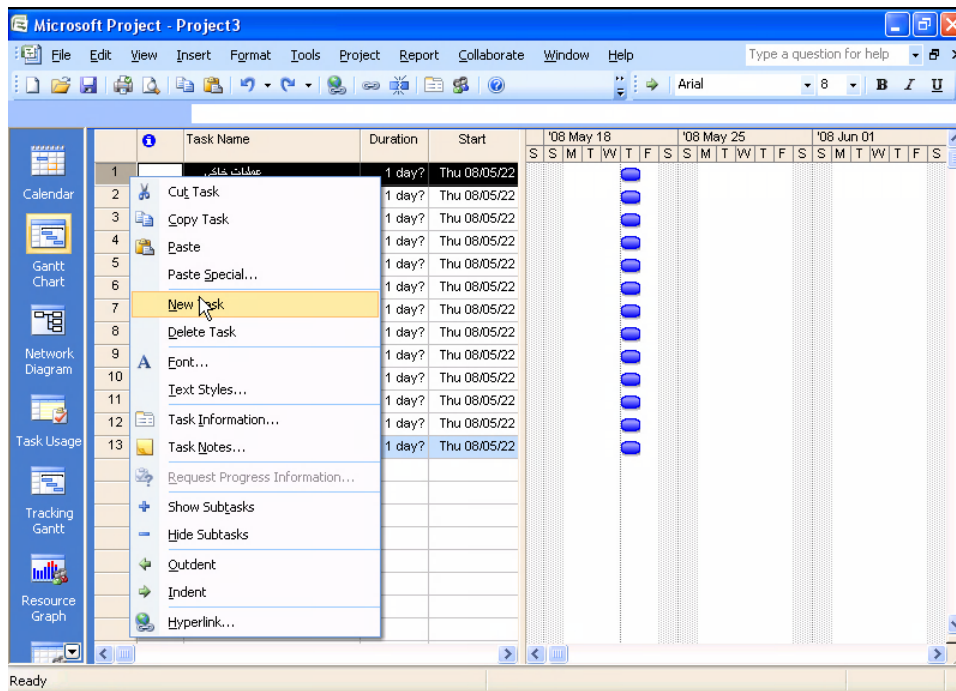 Microsoft Project - Project3
File Edit View Insert Format Tools Project Report Collaborate Window Help Type a question for help
Arial 8 B I U
Task Name Duration Start '08 May 18 '08 May 25 '08 Jun 01
S S M T W T F S S M T W T F S S M T W T F S
1 عملیات خاکی 1 day? Thu 08/05/22
2 1 day? Thu 08/05/22
3 1 day? Thu 08/05/22
4 1 day? Thu 08/05/22
5 1 day? Thu 08/05/22
6 1 day? Thu 08/05/22
7 1 day? Thu 08/05/22
8 1 day? Thu 08/05/22
9 1 day? Thu 08/05/22
10 1 day? Thu 08/05/22
11 1 day? Thu 08/05/22
12 1 day? Thu 08/05/22
13 1 day? Thu 08/05/22
Calendar
Gantt
Chart
Network
Diagram
Task Usage
Tracking
Gantt
Resource
Graph
Cut Task
Copy Task
Paste
Paste Special...
New Task
Delete Task
Font...
Text Styles...
Task Information...
Task Notes...
Request Progress Information...
Show Subtasks
Hide Subtasks
Outdent
Indent
Hyperlink...
Ready